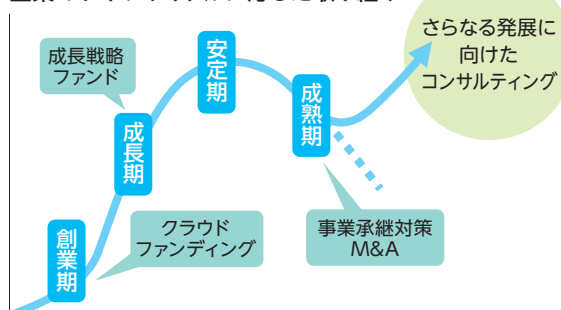 さらなる発展に
向けた
コンサルティング
成長戦略
ファンド
安定期
成熟期
成長期
クラウド
ファンディング
事業承継対策
M&A
創業期